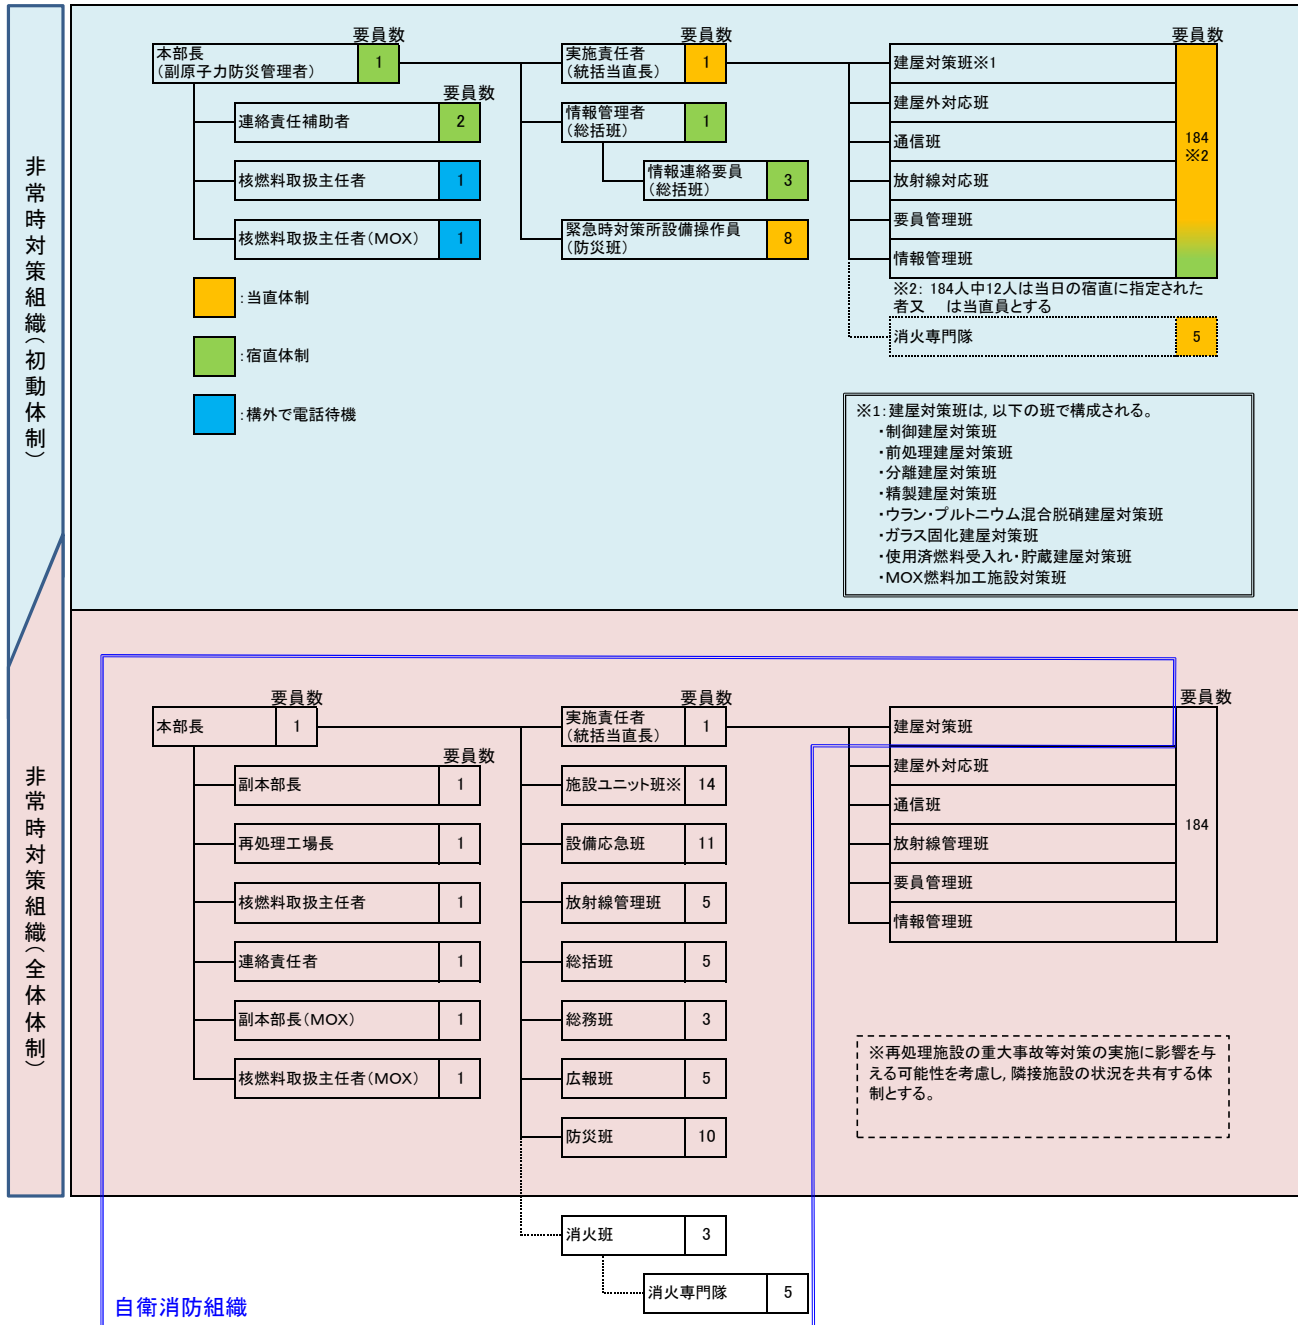 非常時対策組織（初動体制）
要員数
本部長
（副原子力防災管理者）
1
要員数
連絡責任補助者
2
核燃料取扱主任者
1
核燃料取扱主任者（MOX）
1
：当直体制
：宿直体制
：構外で電話待機
要員数
実施責任者
（統括当直長）
1
情報管理者
（総括班）
1
情報連絡要員
（総括班）
3
緊急時対策所設備操作員
（防災班）
8
要員数
建屋対策班※1
建屋外対応班
通信班
放射線対応班
要員管理班
情報管理班
184
※2
※2： 184人中12人は当日の宿直に指定された
者又　は当直員とする
消火専門隊
5
※1：建屋対策班は，以下の班で構成される。
・制御建屋対策班
・前処理建屋対策班
・分離建屋対策班
・精製建屋対策班
・ウラン・プルトニウム混合脱硝建屋対策班
・ガラス固化建屋対策班
・使用済燃料受入れ・貯蔵建屋対策班
・MOX燃料加工施設対策班
非常時対策組織（全体体制）
要員数
本部長
1
要員数
副本部長
1
再処理工場長
1
核燃料取扱主任者
1
連絡責任者
1
副本部長（MOX）
1
核燃料取扱主任者（MOX）
1
要員数
実施責任者
（統括当直長）
1
施設ユニット班※
14
設備応急班
11
放射線管理班
5
総括班
5
総務班
3
広報班
5
防災班
10
要員数
建屋対策班
建屋外対応班
通信班
放射線管理班
要員管理班
情報管理班
184
※再処理施設の重大事故等対策の実施に影響を与
える可能性を考慮し，隣接施設の状況を共有する体
制とする。
消火班
3
消火専門隊
5
自衛消防組織